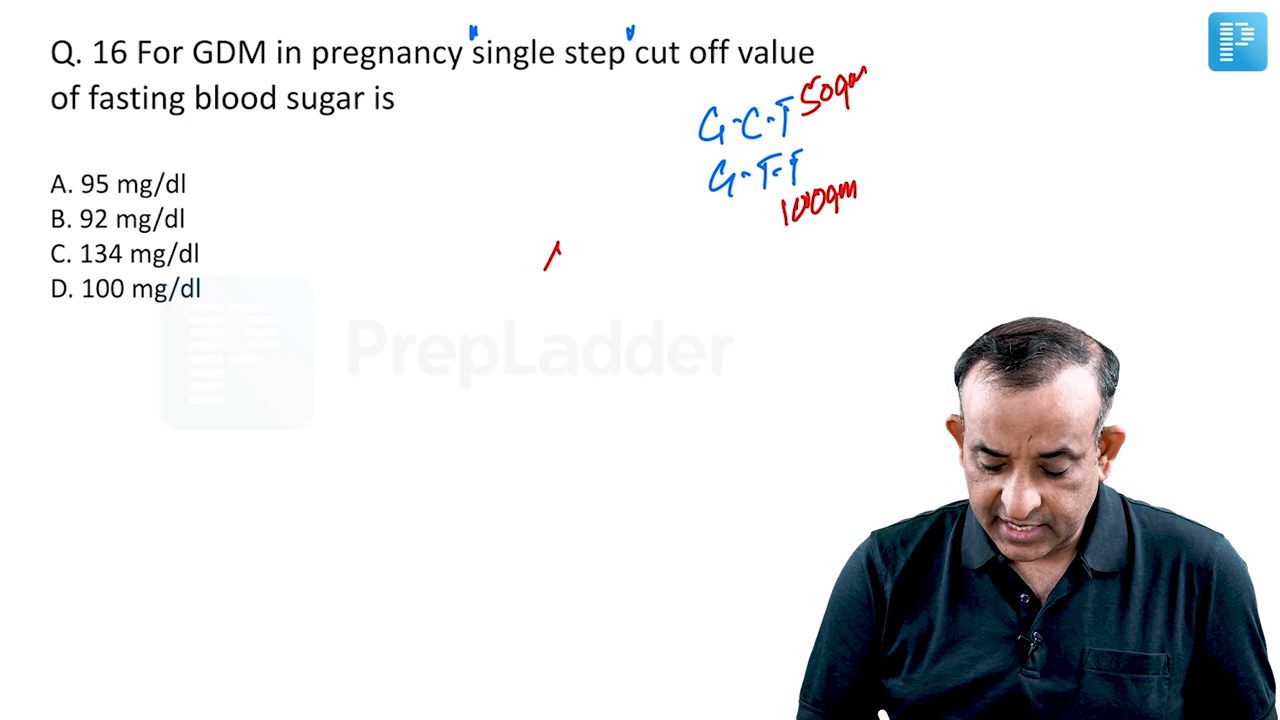 Q. 16 For GDM in pregnancy "single step" cut off value
of fasting blood sugar is
G-C-T 50gm
G-T-T
100gm
A. 95 mg/dl
B. 92 mg/dl
C. 134 mg/dl
D. 100 mg/dl
PrepLadder